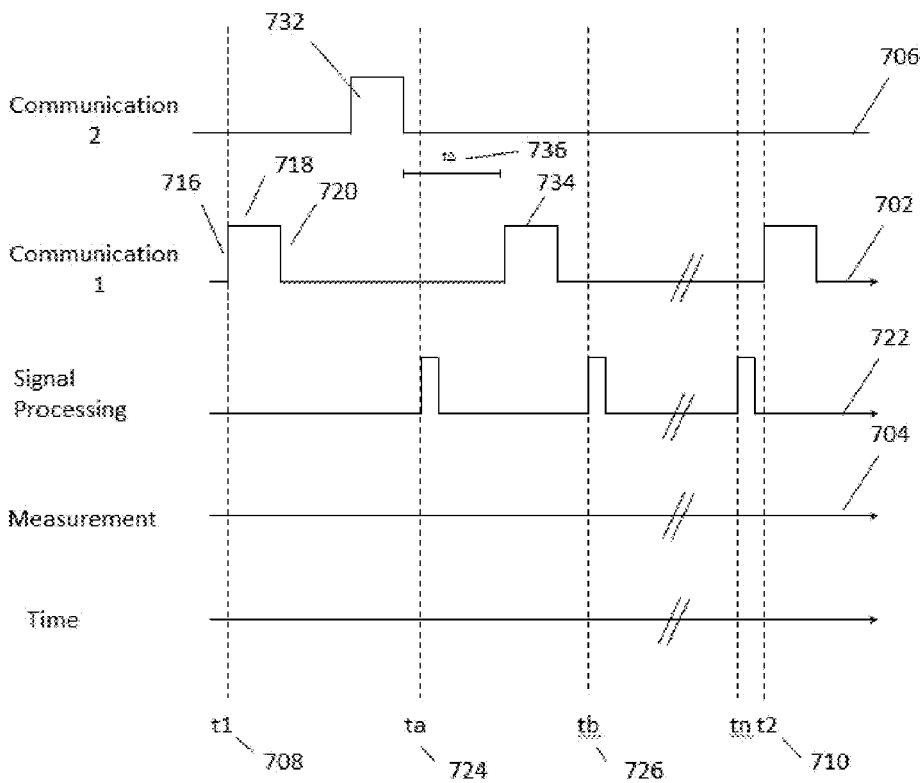 732
706
Communication
2
736
718
734
716
720
702
Communication
1
722
Signal
Processing
704
Measurement
Time
t1
ta
tb
tn t2
708
724
726
710